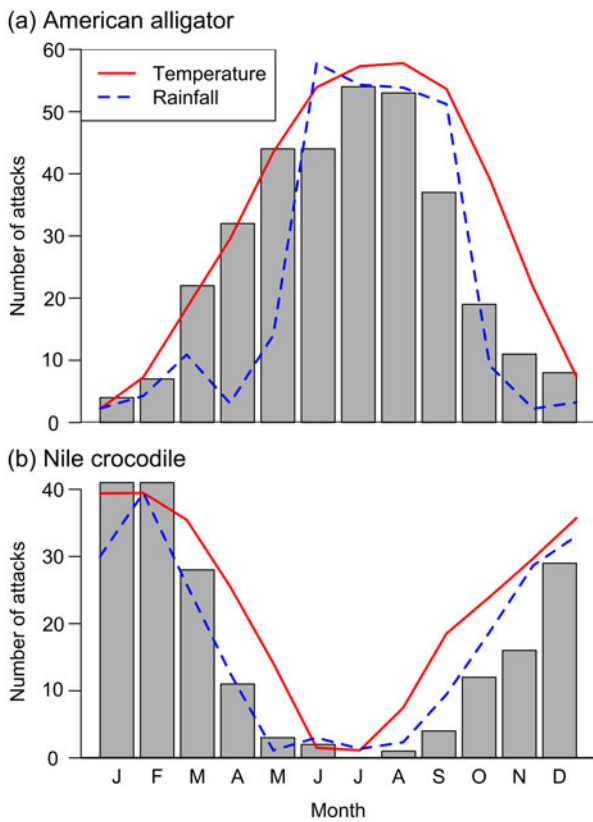 (a) American alligator
60
Temperature
Rainfall
50
40
30
20
10
0
Number of attacks
(b) Nile crocodile
40
30
20
10
0
Number of attacks
J F M A M J J A S O N D
Month